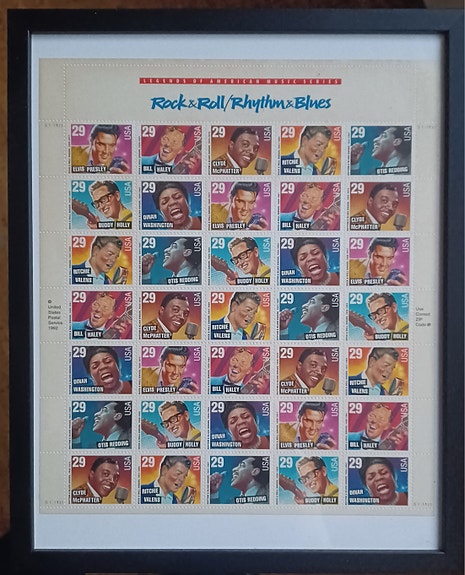 LEGENDS OF AMERICAN MUSIC SERIES
Rock & Roll/Rhythm & Blues
29 USA ELVIS PRESLEY
29 USA BILL HALEY
29 USA CLYDE McPHATTER
29 USA RITCHIE VALENS
29 USA OTIS REDDING
29 USA BUDDY HOLLY
29 USA DINAH WASHINGTON
29 USA ELVIS PRESLEY
29 USA BILL HALEY
29 USA CLYDE McPHATTER
29 USA RITCHIE VALENS
29 USA OTIS REDDING
29 USA BUDDY HOLLY
29 USA DINAH WASHINGTON
29 USA ELVIS PRESLEY
©
United
States
Postal
Service
1992
29 USA BILL HALEY
29 USA CLYDE McPHATTER
29 USA RITCHIE VALENS
29 USA OTIS REDDING
29 USA BUDDY HOLLY
Use
Correct
ZIP
Code ®
29 USA DINAH WASHINGTON
29 USA ELVIS PRESLEY
29 USA BILL HALEY
29 USA CLYDE McPHATTER
29 USA RITCHIE VALENS
29 USA OTIS REDDING
29 USA BUDDY HOLLY
29 USA DINAH WASHINGTON
29 USA ELVIS PRESLEY
29 USA BILL HALEY
29 USA CLYDE McPHATTER
29 USA RITCHIE VALENS
29 USA OTIS REDDING
29 USA BUDDY HOLLY
29 USA DINAH WASHINGTON